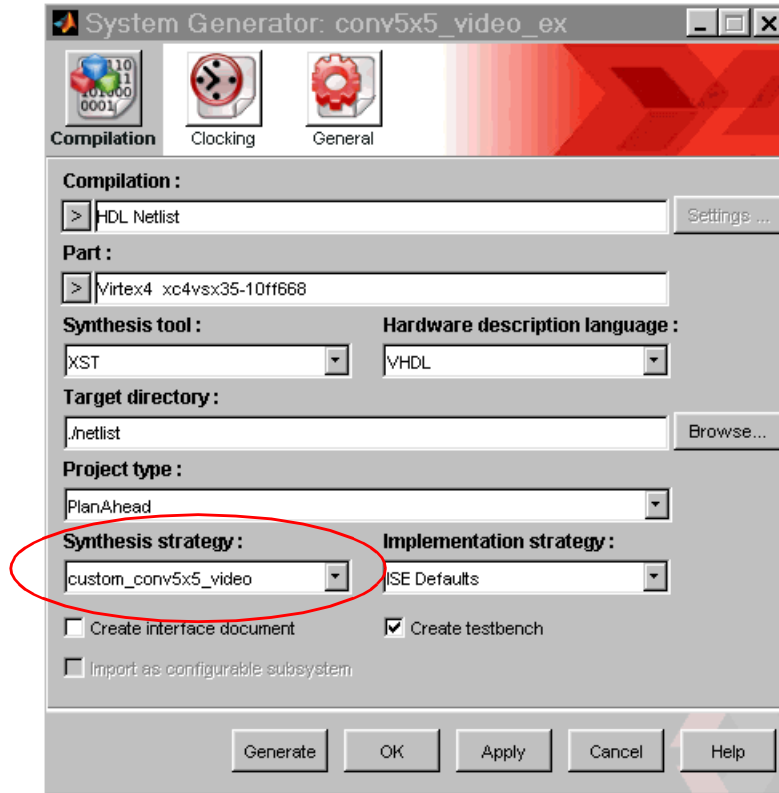 System Generator: conv5x5_video_ex
Compilation
Clocking
General
Compilation :
> HDL Netlist
Settings ...
Part :
> Virtex4 xc4vsx35-10ff668
Synthesis tool :
Hardware description language :
XST
VHDL
Target directory :
./netlist
Browse...
Project type :
PlanAhead
Synthesis strategy :
Implementation strategy :
custom_conv5x5_video
ISE Defaults
Create interface document
Create testbench
Import as configurable subsystem
Generate
OK
Apply
Cancel
Help